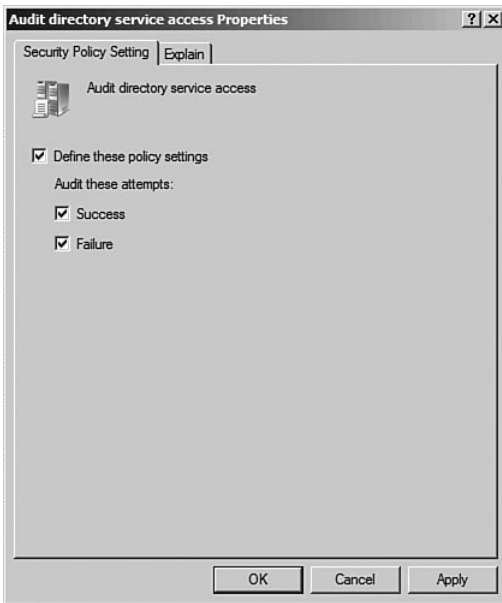 Audit directory service access Properties
? X
Security Policy Setting
Explain
Audit directory service access
Define these policy settings
Audit these attempts:
Success
Failure
OK
Cancel
Apply